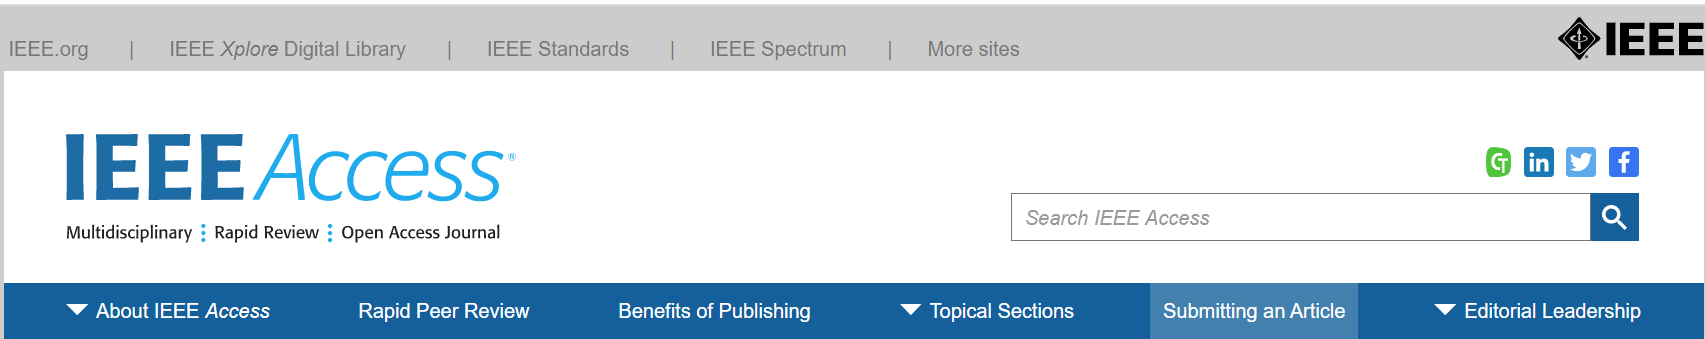 IEEE.org | IEEE Xplore Digital Library | IEEE Standards | IEEE Spectrum | More sites
IEEE
IEEE Access®
Multidisciplinary Rapid Review Open Access Journal
GT in f
Search IEEE Access
About IEEE Access Rapid Peer Review Benefits of Publishing Topical Sections Submitting an Article Editorial Leadership